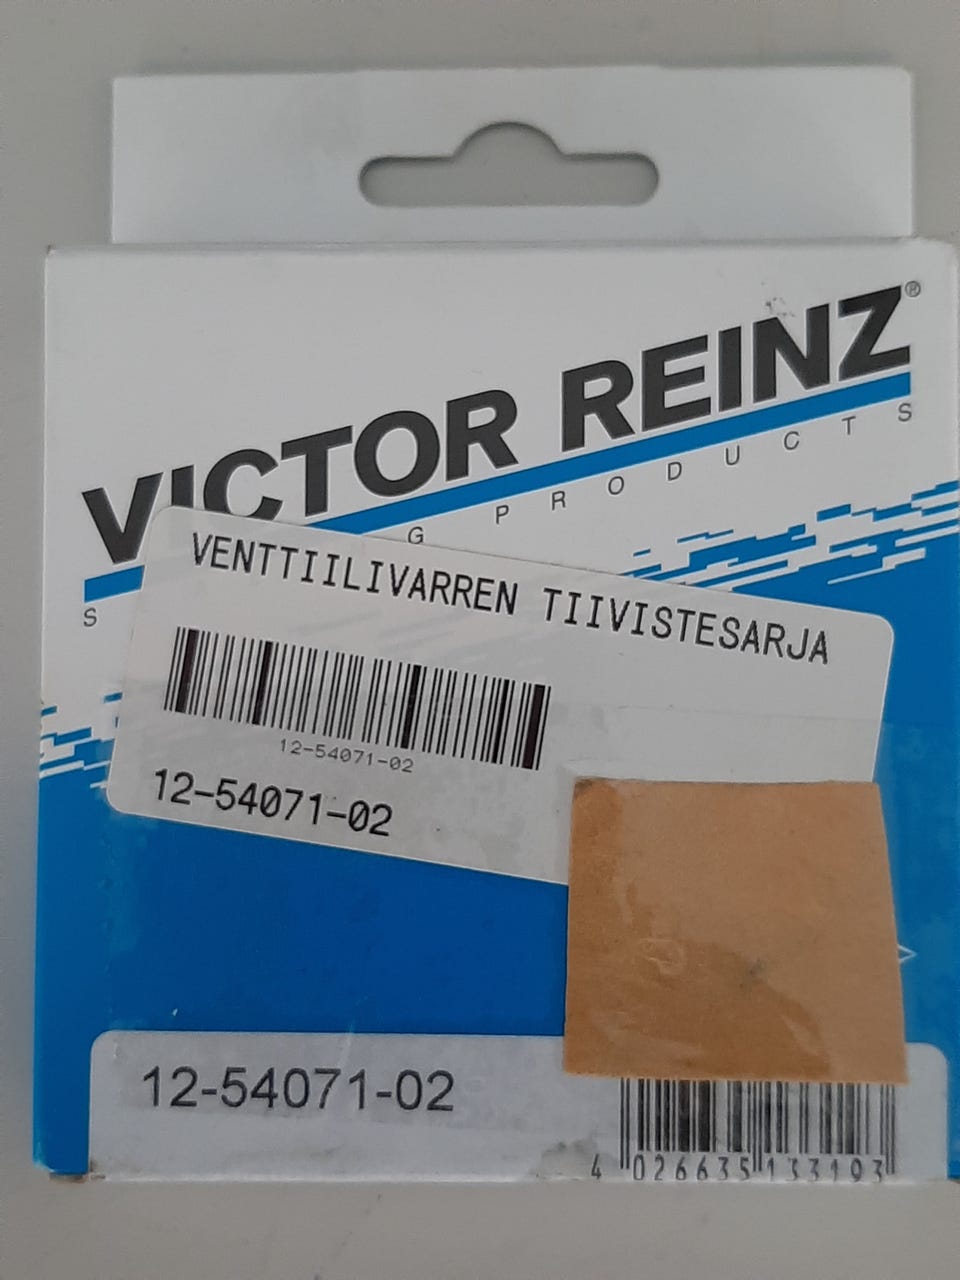 VICTOR REINZ®
S G PRODUCTS
VENTTIILIVARREN TIIVISTESARJA
12-54071-02
12-54071-02
12-54071-02
4 026635 133193